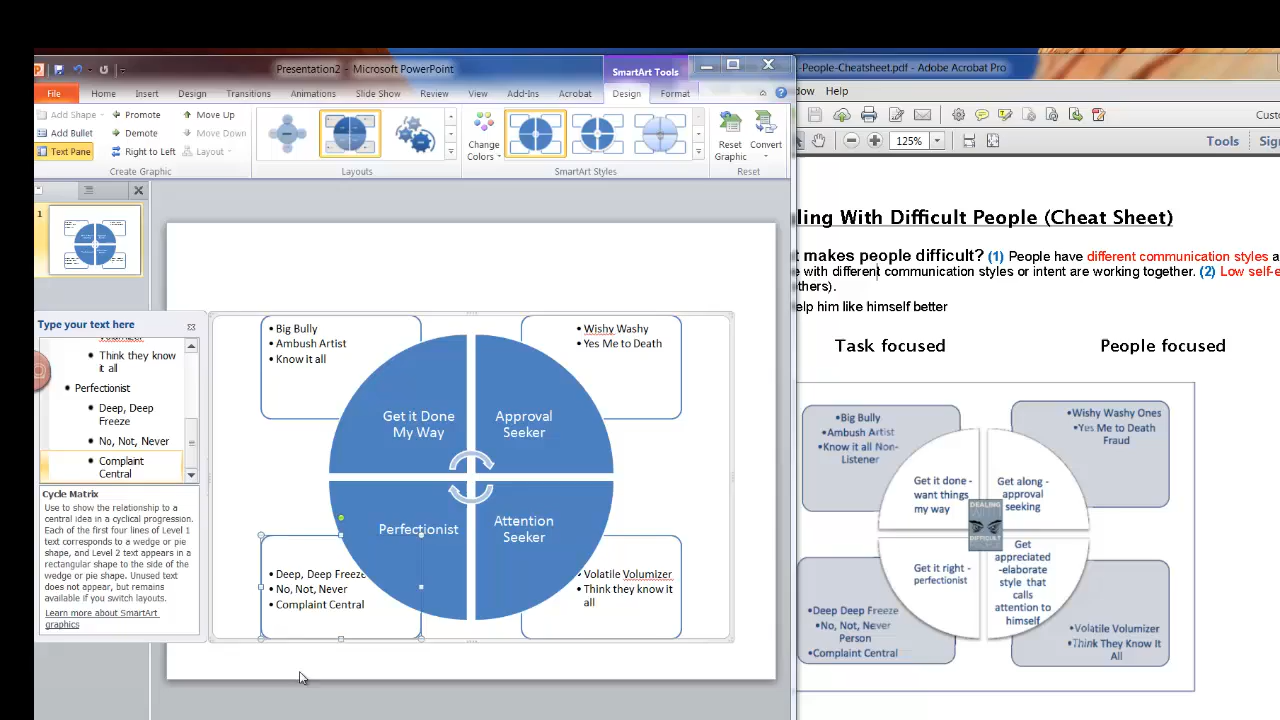 Presentation2 - Microsoft PowerPoint
SmartArt Tools
-People-Cheatsheet.pdf - Adobe Acrobat Pro
File
Home
Insert
Design
Transitions
Animations
Slide Show
Review
View
Add-Ins
Acrobat
Design
Format
dow
Help
Add Shape
Promote
Move Up
Add Bullet
Demote
Move Down
Text Pane
Right to Left
Layout
Create Graphic
Layouts
Change
Colors
SmartArt Styles
Reset
Graphic
Convert
Reset
Custo
125%
Tools
Sig
1
Type your text here
Volumizer
Think they know
it all
Perfectionist
Deep, Deep
Freeze
No, Not, Never
Complaint
Central
Cycle Matrix
Use to show the relationship to a
central idea in a cyclical progression.
Each of the first four lines of Level 1
text corresponds to a wedge or pie
shape, and Level 2 text appears in a
rectangular shape to the side of the
wedge or pie shape. Unused text
does not appear, but remains
available if you switch layouts.
Learn more about SmartArt
graphics
• Big Bully
• Ambush Artist
• Know it all
• Wishy Washy
• Yes Me to Death
Get it Done
My Way
Approval
Seeker
Perfectionist
Attention
Seeker
• Deep, Deep Freeze
• No, Not, Never
• Complaint Central
• Volatile Volumizer
• Think they know it
all
ling With Difficult People (Cheat Sheet)
t makes people difficult? (1) People have different communication styles a
e with different communication styles or intent are working together. (2) Low self-e
thers).
elp him like himself better
Task focused
People focused
•Big Bully
•Ambush Artist
•Know it all Non-
Listener
•Wishy Washy Ones
•Yes Me to Death
Fraud
Get it done -
want things
my way
Get along -
approval
seeking
DEALING
DIFFICULT
Get it right -
perfectionist
Get
appreciated
-elaborate
style that
calls
attention to
himself
•Deep Deep Freeze
•No, Not, Never
Person
•Complaint Central
•Volatile Volumizer
•Think They Know It
All